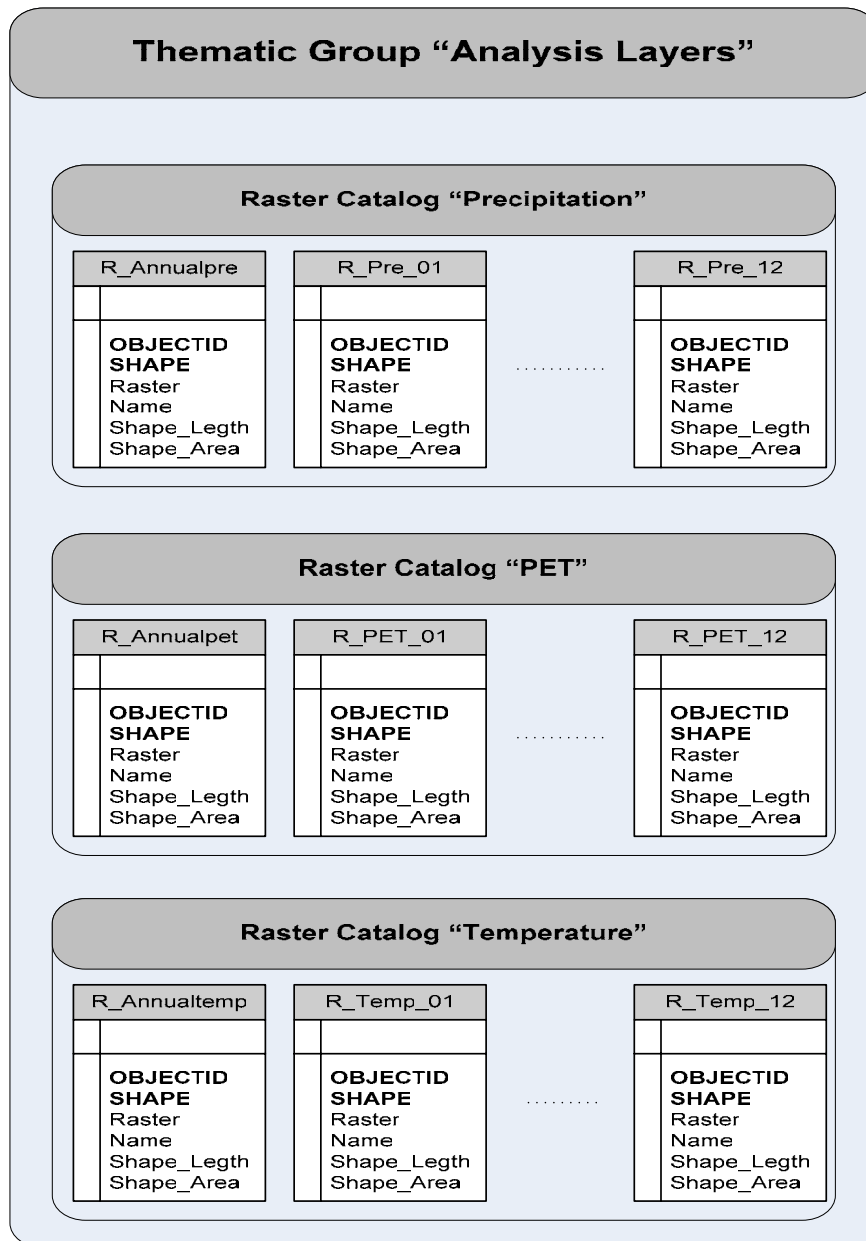 Thematic Group “Analysis Layers”
Raster Catalog “Precipitation”
R_Annualpre
OBJECTID
SHAPE
Raster
Name
Shape_Legth
Shape_Area
R_Pre_01
OBJECTID
SHAPE
Raster
Name
Shape_Legth
Shape_Area
...........
R_Pre_12
OBJECTID
SHAPE
Raster
Name
Shape_Legth
Shape_Area
Raster Catalog “PET”
R_Annualpet
OBJECTID
SHAPE
Raster
Name
Shape_Legth
Shape_Area
R_PET_01
OBJECTID
SHAPE
Raster
Name
Shape_Legth
Shape_Area
...........
R_PET_12
OBJECTID
SHAPE
Raster
Name
Shape_Legth
Shape_Area
Raster Catalog “Temperature”
R_Annualtemp
OBJECTID
SHAPE
Raster
Name
Shape_Legth
Shape_Area
R_Temp_01
OBJECTID
SHAPE
Raster
Name
Shape_Legth
Shape_Area
.........
R_Temp_12
OBJECTID
SHAPE
Raster
Name
Shape_Legth
Shape_Area